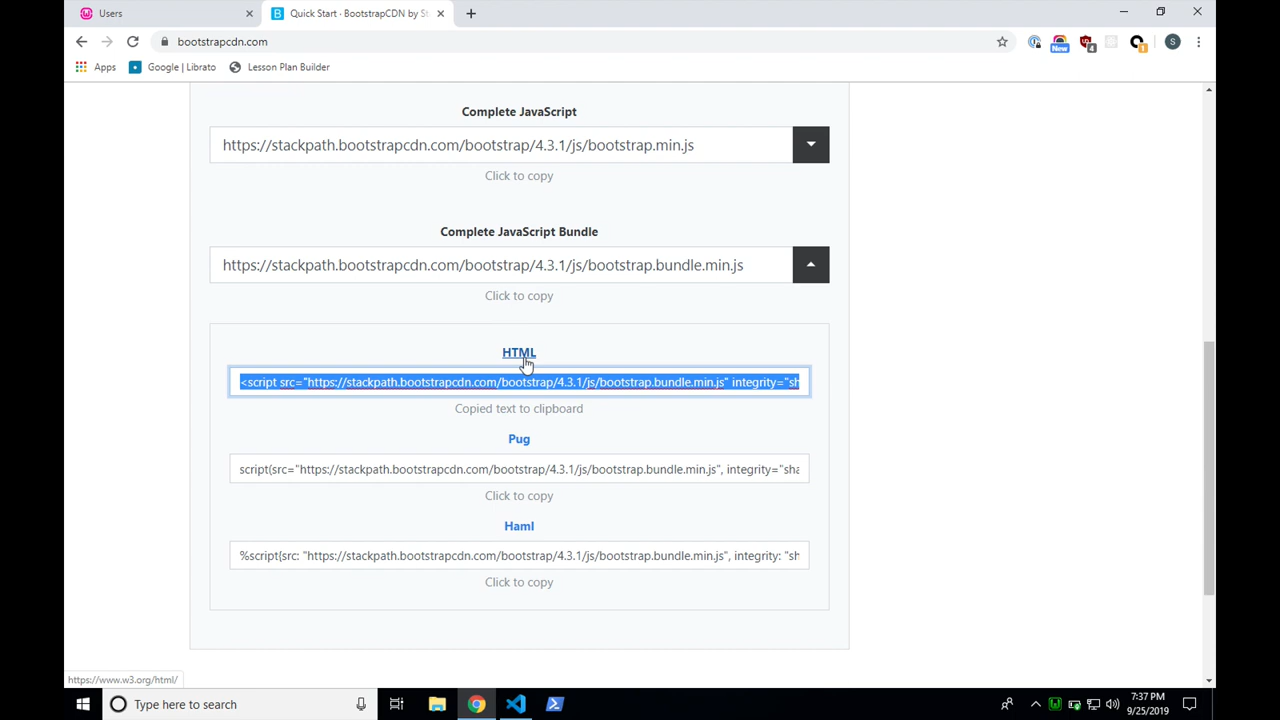 Users
Quick Start · BootstrapCDN by St
bootstrapcdn.com
New
4
1
S
Apps
Google | Librato
Lesson Plan Builder
Complete JavaScript
https://stackpath.bootstrapcdn.com/bootstrap/4.3.1/js/bootstrap.min.js
Click to copy
Complete JavaScript Bundle
https://stackpath.bootstrapcdn.com/bootstrap/4.3.1/js/bootstrap.bundle.min.js
Click to copy
HTML
<script src="https://stackpath.bootstrapcdn.com/bootstrap/4.3.1/js/bootstrap.bundle.min.js" integrity="sh
Copied text to clipboard
Pug
script(src="https://stackpath.bootstrapcdn.com/bootstrap/4.3.1/js/bootstrap.bundle.min.js", integrity="sha
Click to copy
Haml
%script{src: "https://stackpath.bootstrapcdn.com/bootstrap/4.3.1/js/bootstrap.bundle.min.js", integrity: "sh
Click to copy
https://www.w3.org/html/
Type here to search
7:37 PM
9/25/2019